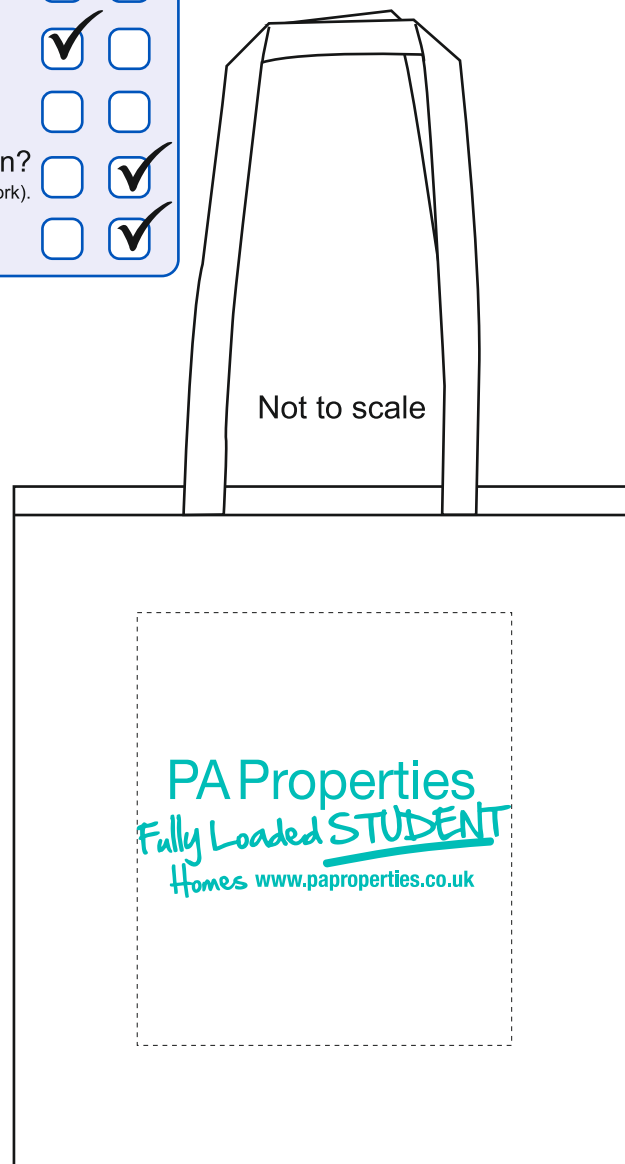 n?
ork).
Not to scale
PA Properties
Fully Loaded STUDENT
Homes www.paproperties.co.uk